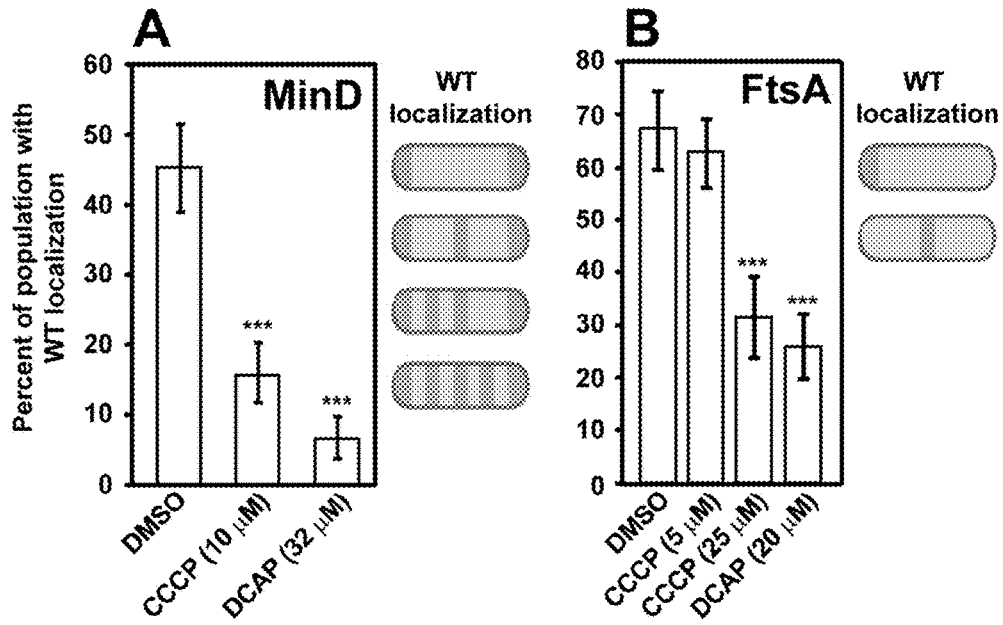 A
60
50
40
30
20
10
0
Percent of population with
WT localization
MinD
***
***
DMSO
CCCP (10 µM)
DCAP (32 µM)
WT
localization
B
80
70
60
50
40
30
20
10
0
FtsA
***
***
DMSO
CCCP (5 µM)
CCCP (25 µM)
DCAP (20 µM)
WT
localization